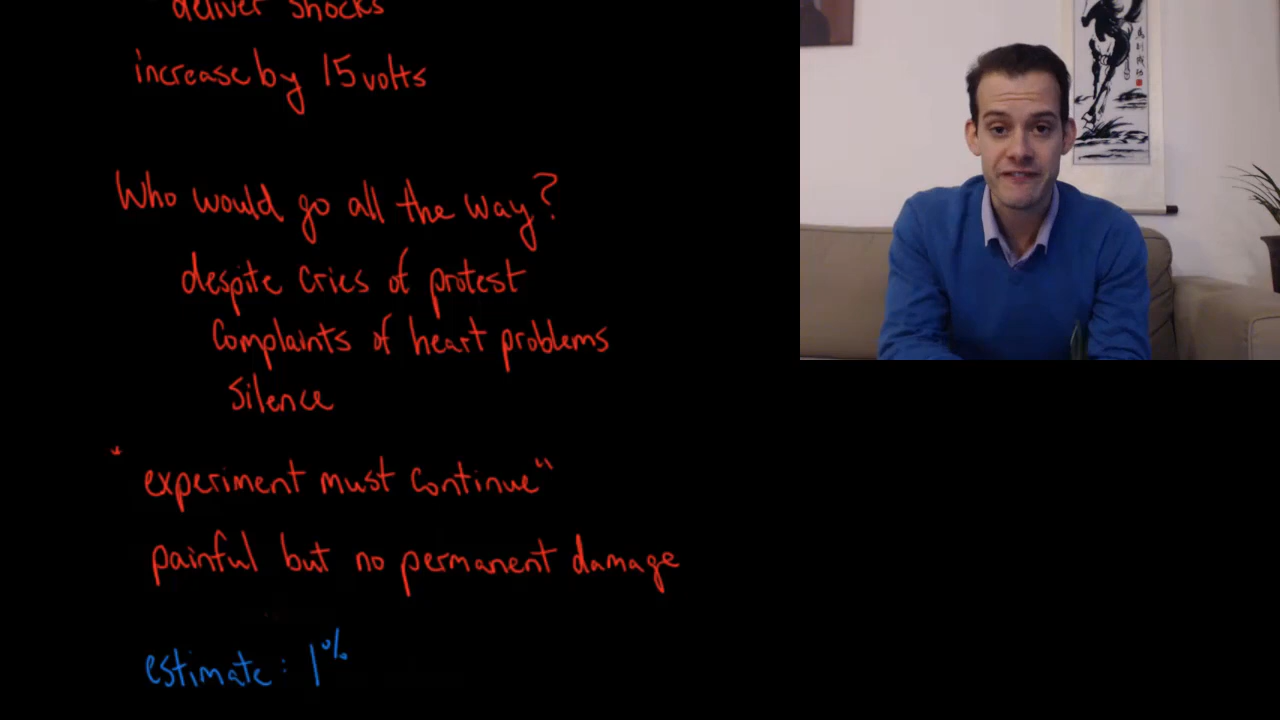 deliver shocks
increase by 15 volts
Who would go all the way?
despite cries of protest
Complaints of heart problems
Silence
"experiment must continue"
painful but no permanent damage
estimate: 1%